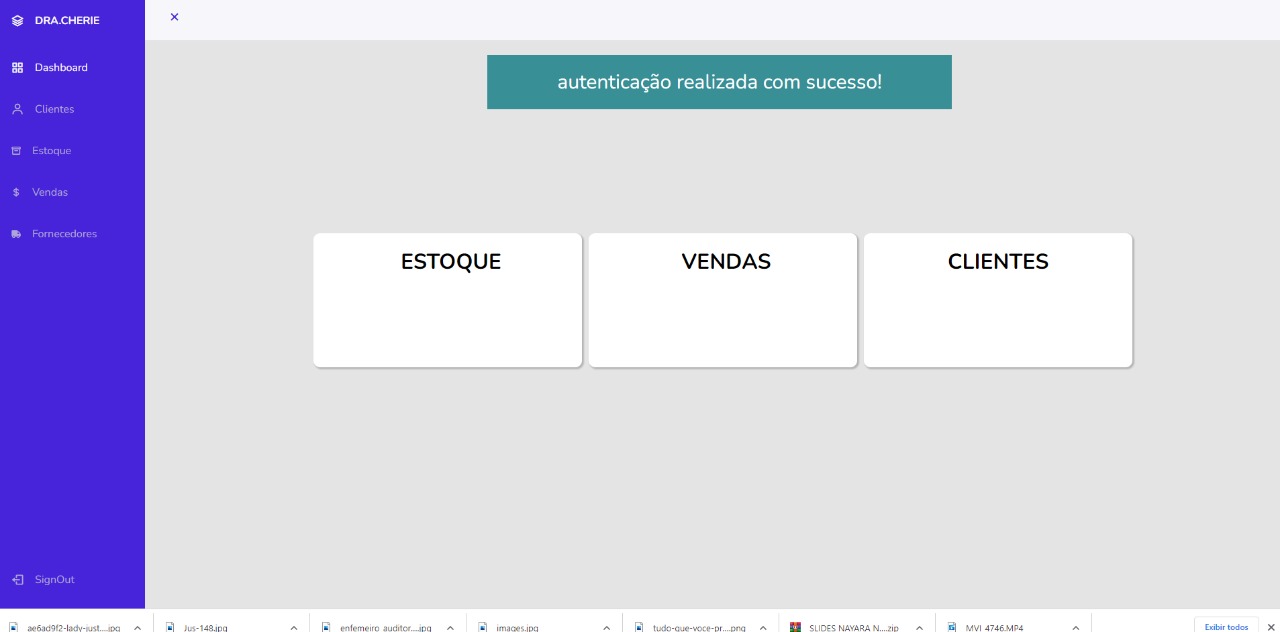 DRA.CHERIE
Dashboard
Clientes
Estoque
Vendas
Fornecedores
SignOut
autenticação realizada com sucesso!
ESTOQUE
VENDAS
CLIENTES
ae6ad9f2-lady-just....jpg
Jus-148.jpg
enfemeiro_auditor....jpg
images.jpg
tudo-que-voce-pr....png
SLIDES NAYARA N....zip
MVI_4746.MP4
Exibir todos